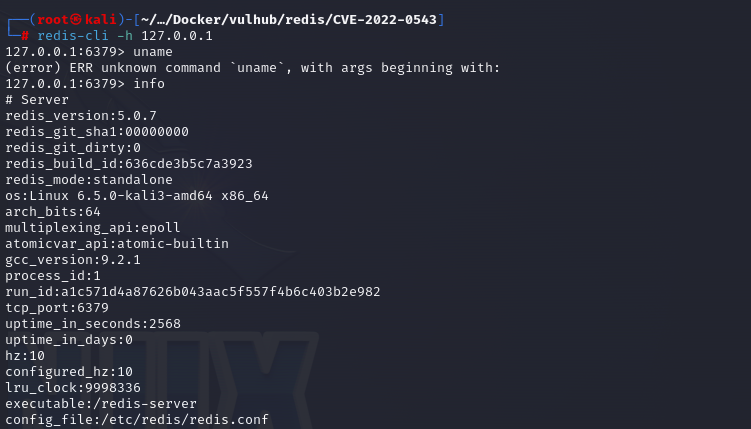 ┌──(root㉿kali)-[~/…/Docker/vulhub/redis/CVE-2022-0543]
└─# redis-cli -h 127.0.0.1
127.0.0.1:6379> uname
(error) ERR unknown command `uname`, with args beginning with:
127.0.0.1:6379> info
# Server
redis_version:5.0.7
redis_git_sha1:00000000
redis_git_dirty:0
redis_build_id:636cde3b5c7a3923
redis_mode:standalone
os:Linux 6.5.0-kali3-amd64 x86_64
arch_bits:64
multiplexing_api:epoll
atomicvar_api:atomic-builtin
gcc_version:9.2.1
process_id:1
run_id:a1c571d4a87626b043aac5f557f4b6c403b2e982
tcp_port:6379
uptime_in_seconds:2568
uptime_in_days:0
hz:10
configured_hz:10
lru_clock:9998336
executable:/redis-server
config_file:/etc/redis/redis.conf